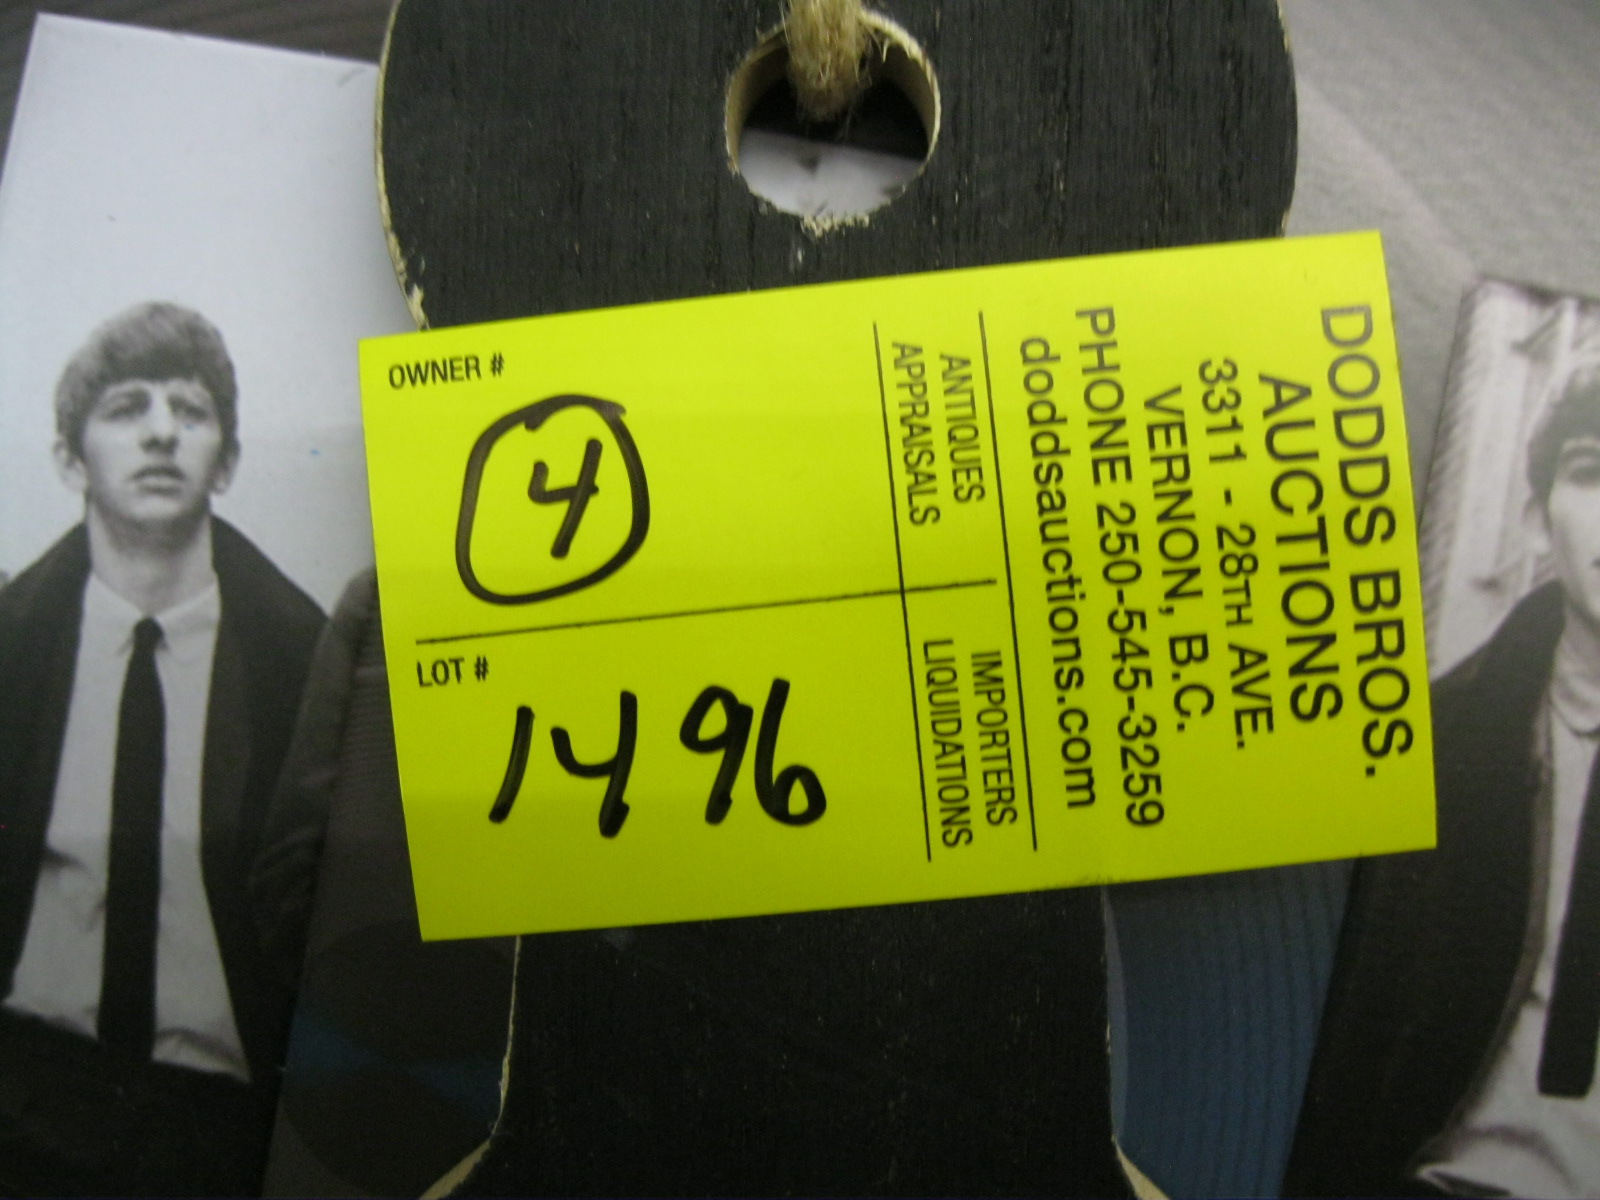 OWNER #
4
LOT #
1496
DODDS BROS.
AUCTIONS
3311 - 28TH AVE.
VERNON, B.C.
PHONE 250-545-3259
doddsauctions.com
ANTIQUES
APPRAISALS
IMPORTERS
LIQUIDATIONS